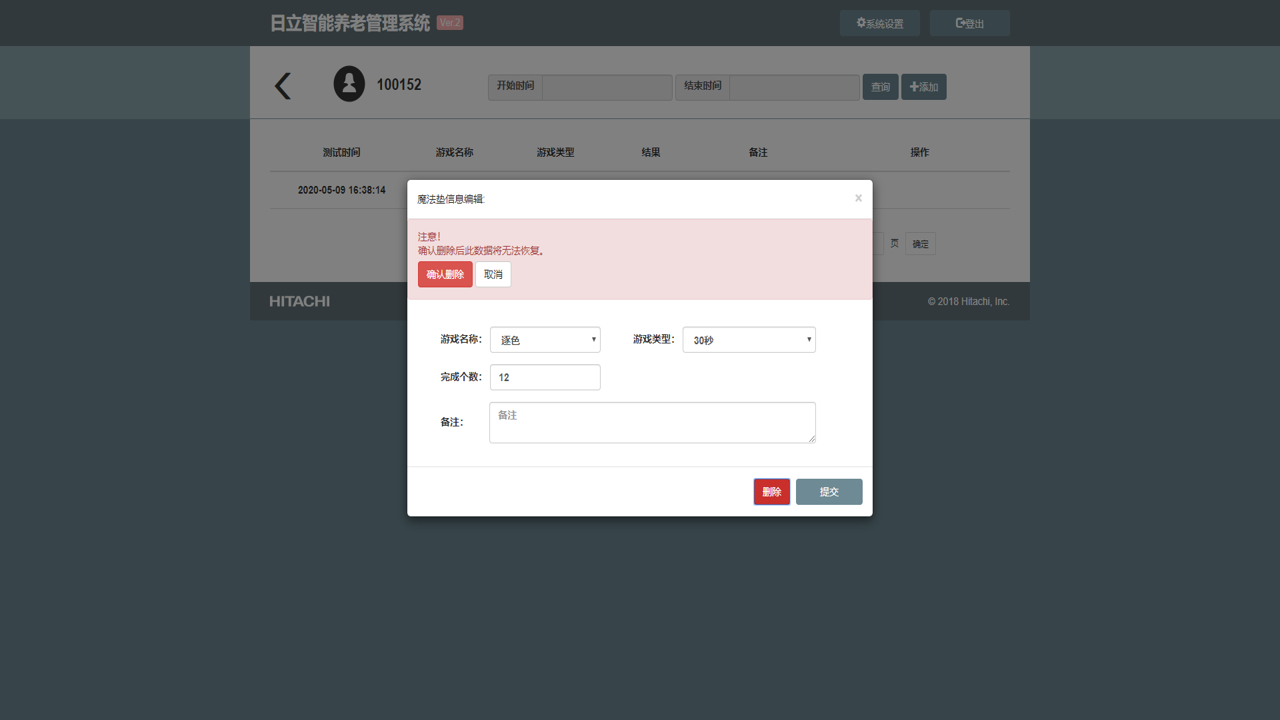 日立智能养老管理系统 Ver.2 系统设置 登出
100152 开始时间 结束时间 查询 添加
测试时间 游戏名称 游戏类型 结果 备注 操作
2020-05-09 16:38:14
页 确定
魔法垫信息编辑: x
注意！
确认删除后此数据将无法恢复。
确认删除 取消
游戏名称： 逐色 游戏类型： 30秒
完成个数： 12
备注： 备注
删除 提交
HITACHI © 2018 Hitachi, Inc.